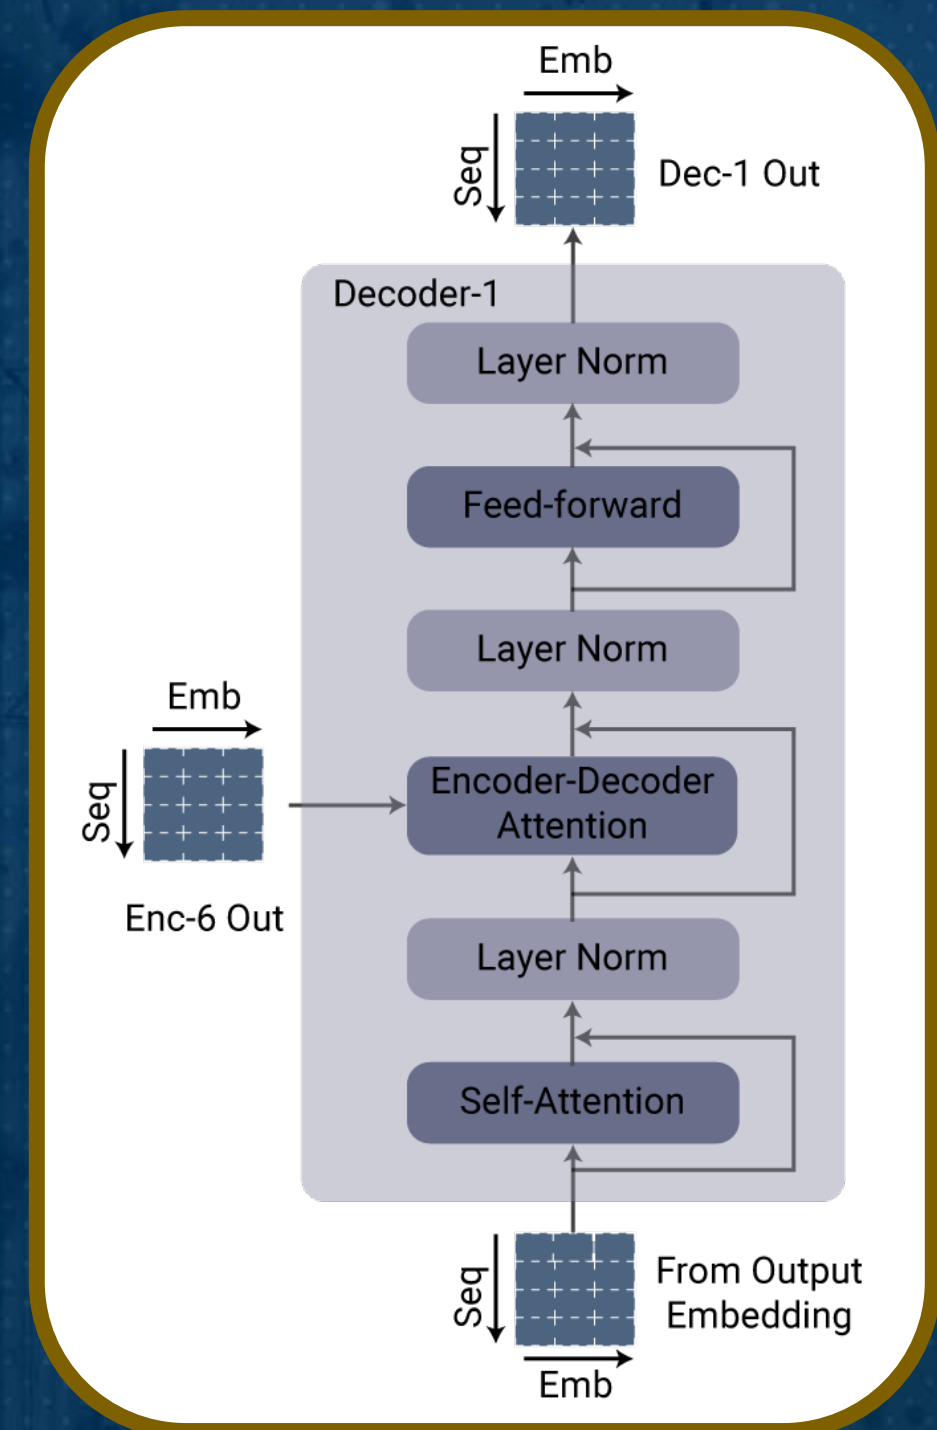 Emb
Seq
Dec-1 Out
Decoder-1
Layer Norm
Feed-forward
Layer Norm
Emb
Seq
Encoder-Decoder
Attention
Enc-6 Out
Layer Norm
Self-Attention
Seq
From Output
Embedding
Emb